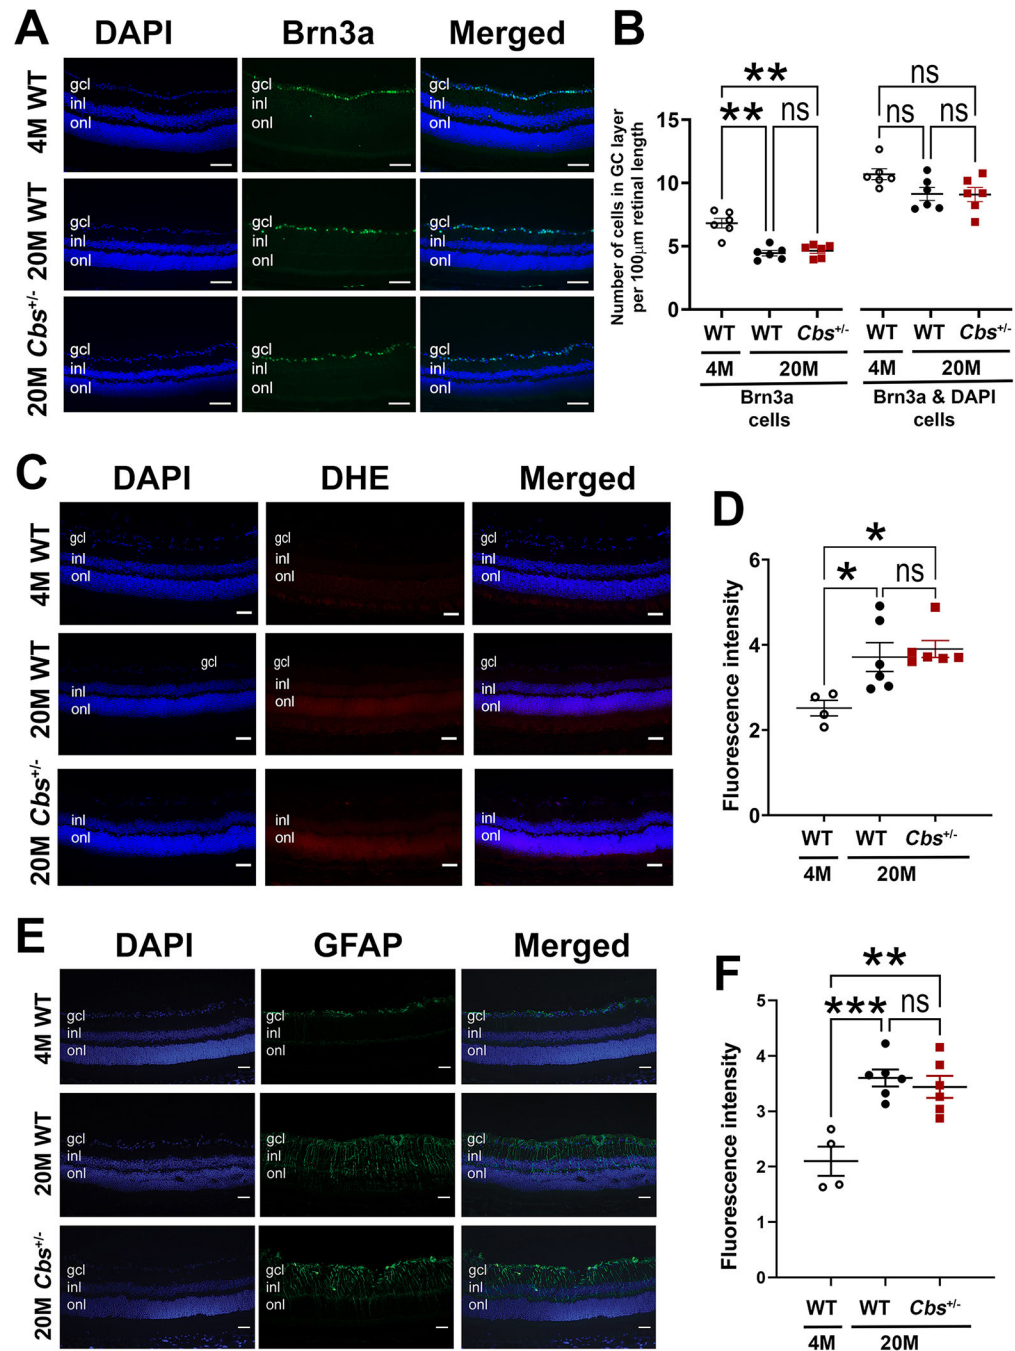 A
DAPI Brn3a Merged
4M WT
gcl gcl gcl
inl inl inl
onl onl onl
20M WT
gcl gcl gcl
inl inl inl
onl onl onl
20M Cbs+/-
gcl gcl gcl
inl inl inl
onl onl onl
B
Number of cells in GC layer
per 100μm retinal length
** ns
** ns ns ns
15
10
5
0
WT WT Cbs+/- WT WT Cbs+/-
4M 20M 4M 20M
Brn3a Brn3a & DAPI
cells cells
C
DAPI DHE Merged
4M WT
gcl gcl gcl
inl inl inl
onl onl onl
20M WT
gcl gcl gcl
inl inl inl
onl onl onl
20M Cbs+/-
inl inl inl
onl onl onl
D
Fluorescence intensity
*
* ns
6
4
2
0
WT WT Cbs+/-
4M 20M
E
DAPI GFAP Merged
4M WT
gcl gcl gcl
inl inl inl
onl onl onl
20M WT
gcl gcl gcl
inl inl inl
onl onl onl
20M Cbs+/-
gcl gcl gcl
inl inl inl
onl onl onl
F
Fluorescence intensity
**
*** ns
5
4
3
2
1
0
WT WT Cbs+/-
4M 20M